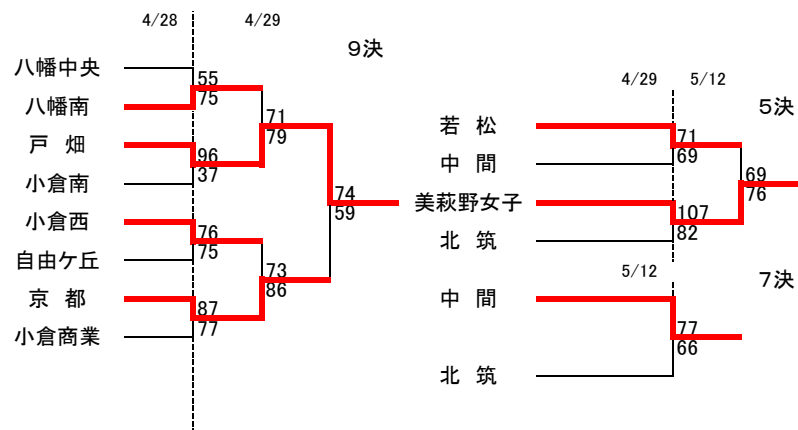 4/28
4/29
9決
八幡中央
55
八幡南
75
71
79
戸 畑
96
37
小倉南
74
59
小倉西
76
自由ケ丘
75
73
86
京 都
87
77
小倉商業
4/29
5/12
5決
若 松
71
69
中 間
69
76
美萩野女子
107
82
北 筑
5/12
7決
中 間
77
66
北 筑